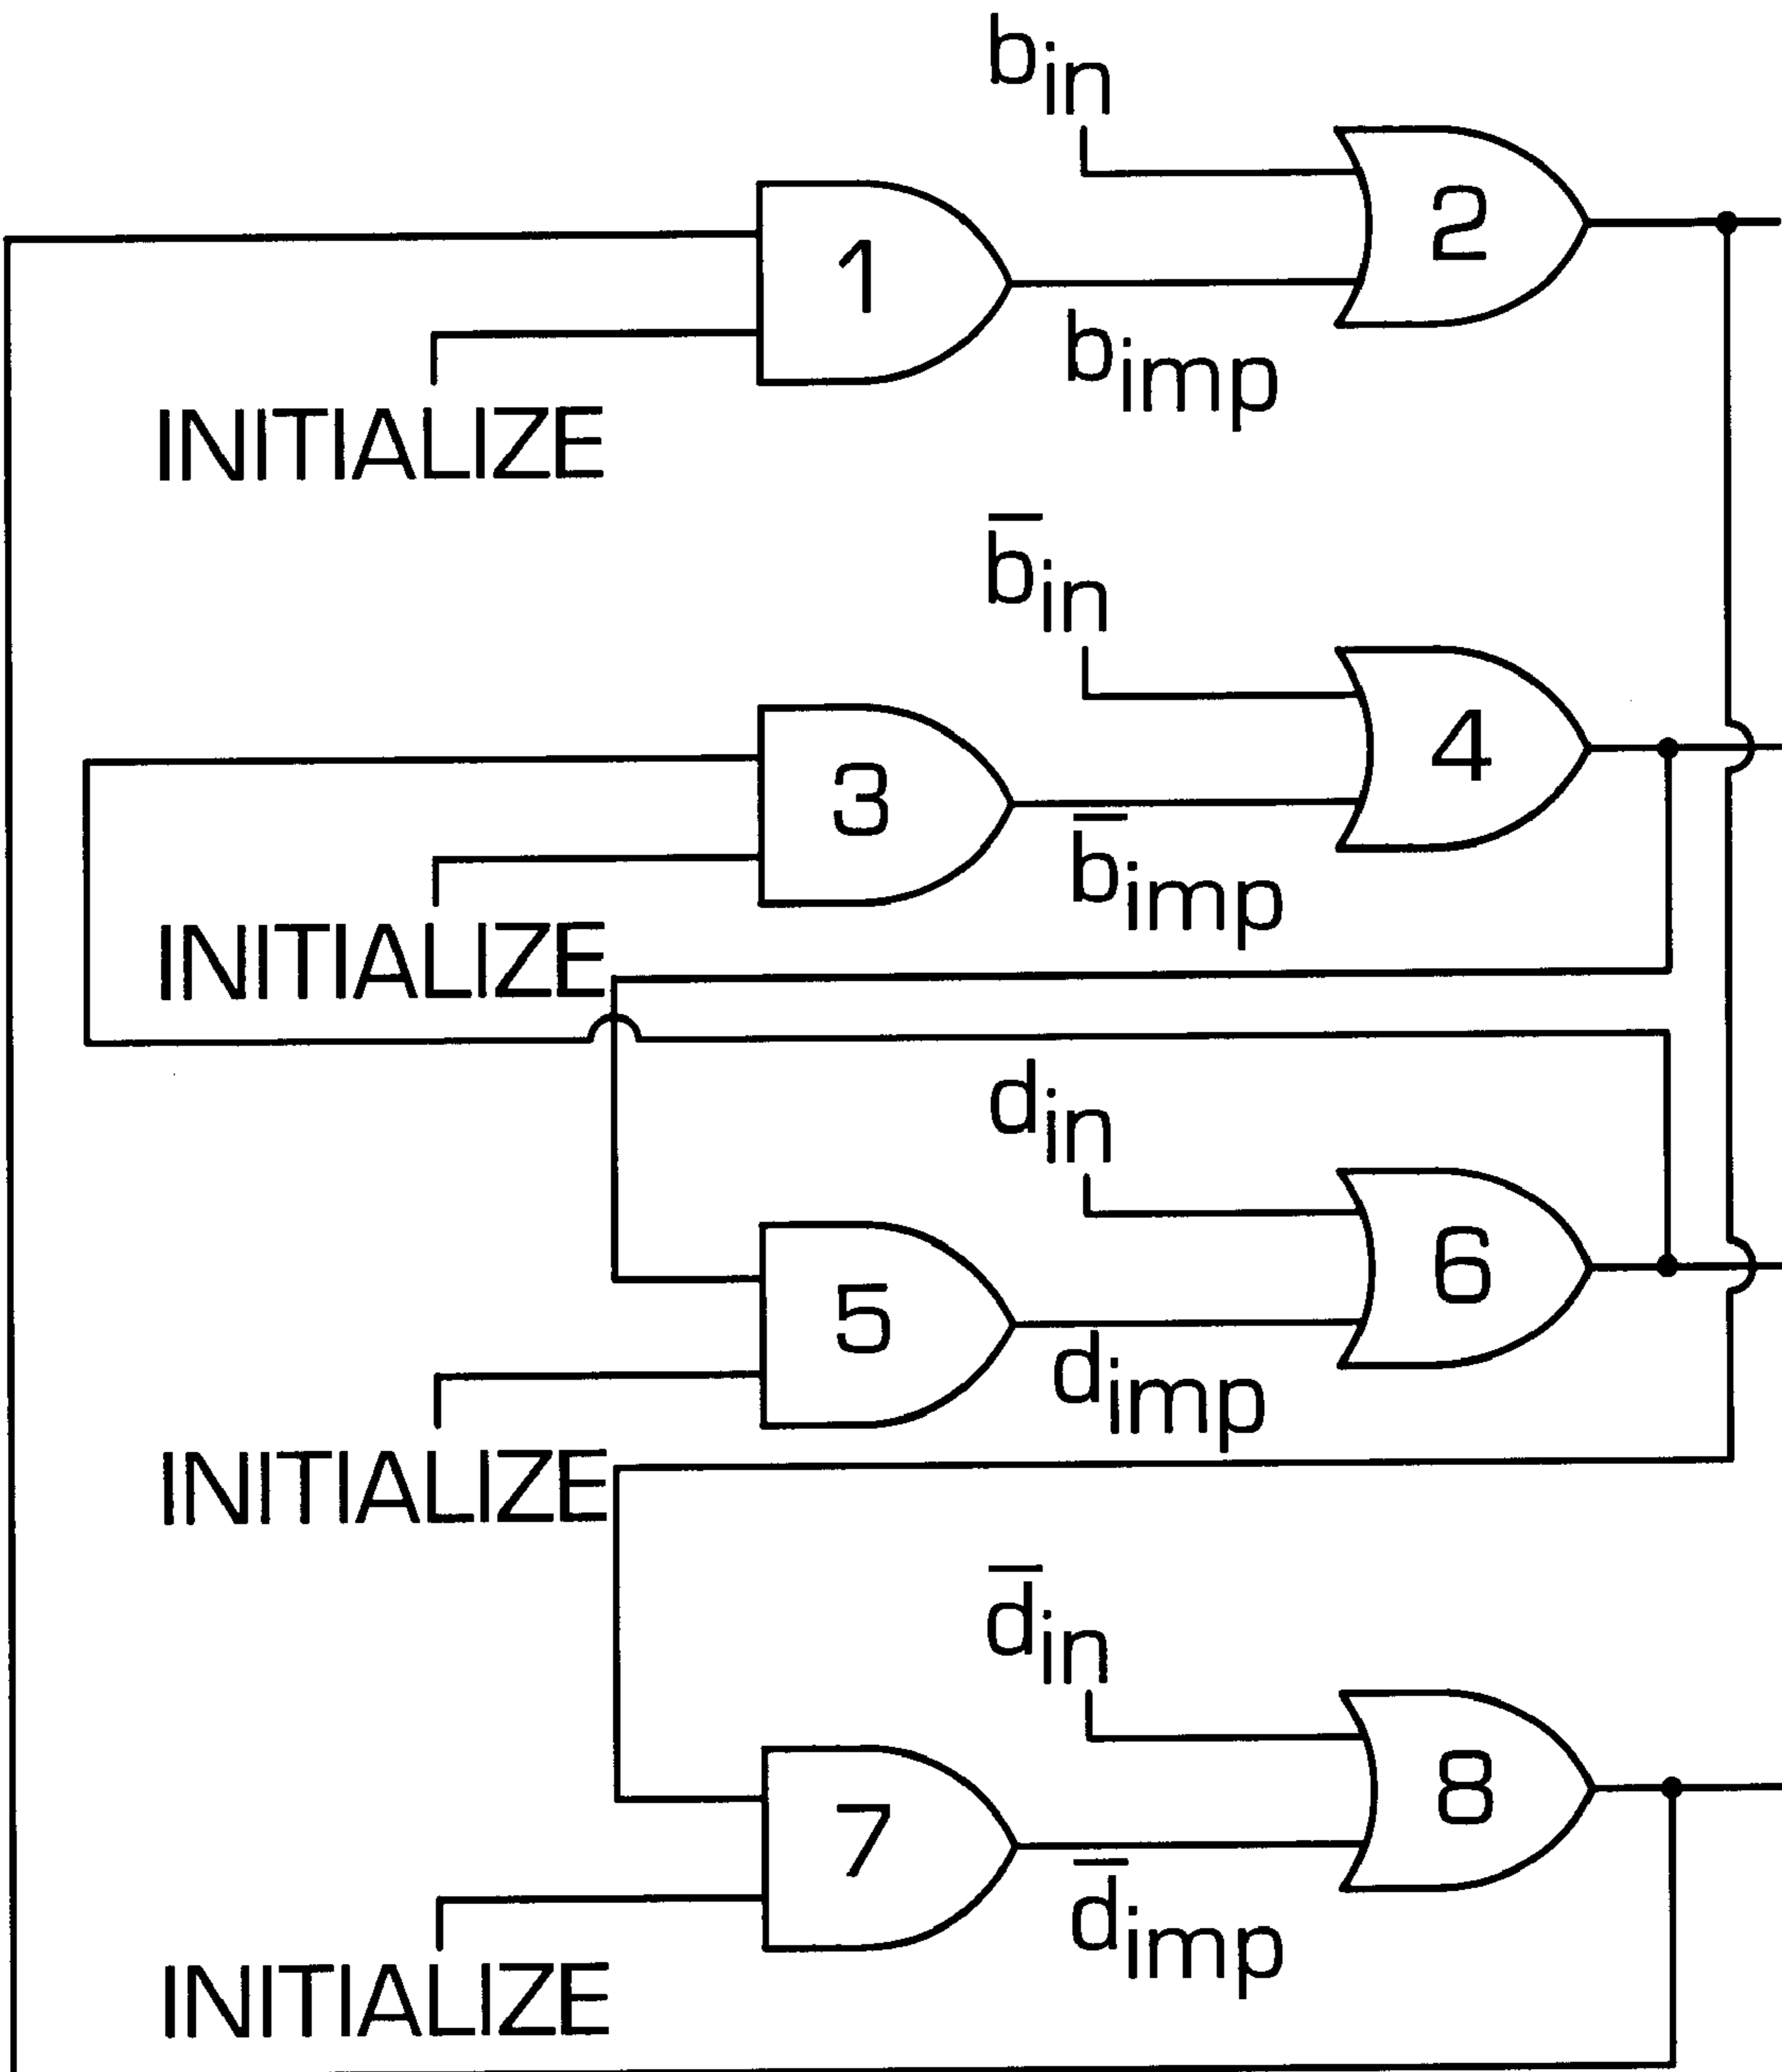 b_in
2
1
b_imp
INITIALIZE
b̅_in
4
3
b̅_imp
INITIALIZE
d_in
6
5
d_imp
INITIALIZE
d̅_in
8
7
d̅_imp
INITIALIZE